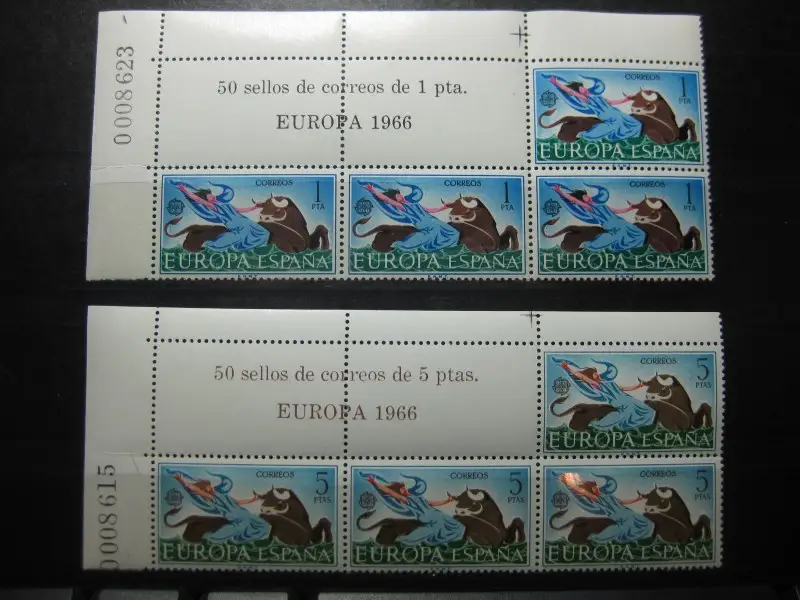 0008623
50 sellos de correos de 1 pta.
EUROPA 1966
CORREOS 1 PTA
EUROPA ESPAÑA
CORREOS 1 PTA
EUROPA ESPAÑA
CORREOS 1 PTA
EUROPA ESPAÑA
CORREOS 1 PTA
EUROPA ESPAÑA
0008615
50 sellos de correos de 5 ptas.
EUROPA 1966
CORREOS 5 PTAS
EUROPA ESPAÑA
CORREOS 5 PTAS
EUROPA ESPAÑA
CORREOS 5 PTAS
EUROPA ESPAÑA
CORREOS 5 PTAS
EUROPA ESPAÑA